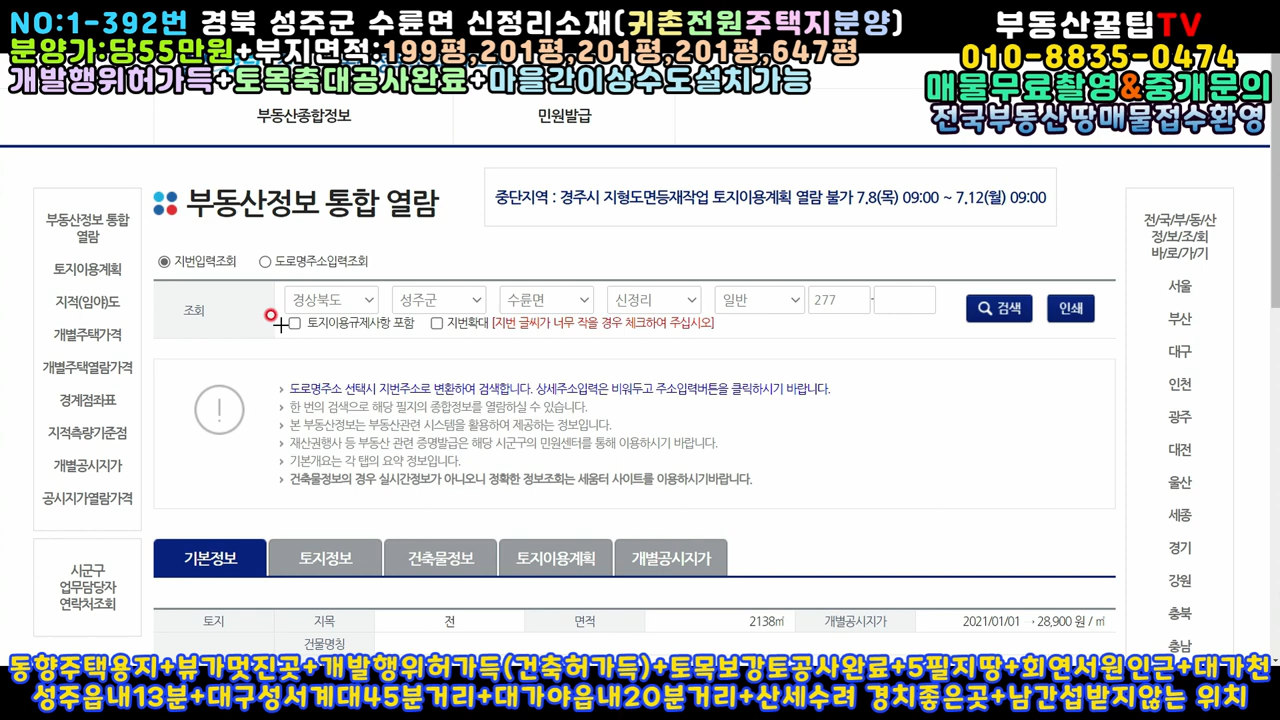 NO:1-392번 경북 성주군 수륜면 신정리소재(귀촌전원주택지분양)
분양가:당55만원+부지면적:199평,201평,201평,201평,647평
개발행위허가득+토목축대공사완료+마을간이상수도설치가능
부동산꿀팁TV
010-8835-0474
매물무료촬영&중개문의
전국부동산땅매물접수환영
부동산종합정보
민원발급
부동산정보 통합
열람
토지이용계획
지적(임야)도
개별주택가격
개별주택열람가격
경계점좌표
지적측량기준점
개별공시지가
공시지가열람가격
시군구
업무담당자
연락처조회
부동산정보 통합 열람
중단지역 : 경주시 지형도면등재작업 토지이용계획 열람 불가 7.8(목) 09:00 ~ 7.12(월) 09:00
지번입력조회 도로명주소입력조회
조회 경상북도 성주군 수륜면 신정리 일반 277 - 검색 인쇄
토지이용규제사항 포함 지번확대 [지번 글씨가 너무 작을 경우 체크하여 주십시오]
도로명주소 선택시 지번주소로 변환하여 검색합니다. 상세주소입력은 비워두고 주소입력버튼을 클릭하시기 바랍니다.
한 번의 검색으로 해당 필지의 종합정보를 열람하실 수 있습니다.
본 부동산정보는 부동산관련 시스템을 활용하여 제공하는 정보입니다.
재산권행사 등 부동산 관련 증명발급은 해당 시군구의 민원센터를 통해 이용하시기 바랍니다.
기본개요는 각 탭의 요약 정보입니다.
건축물정보의 경우 실시간정보가 아니오니 정확한 정보조회는 세움터 사이트를 이용하시기바랍니다.
기본정보 토지정보 건축물정보 토지이용계획 개별공시지가
토지 지목 전 면적 2138㎡ 개별공시지가 2021/01/01 → 28,900 원 / ㎡
건물명칭
전/국/부/동/산
정/보/조/회
바/로/가/기
서울
부산
대구
인천
광주
대전
울산
세종
경기
강원
충북
충남
동향주택용지+뷰가멋진곳+개발행위허가득(건축허가득)+토목보강토공사완료+5필지땅+회연서원인근+대가천
성주읍내13분+대구성서계대45분거리+대가야읍내20분거리+산세수려 경치좋은곳+남간섭받지않는 위치